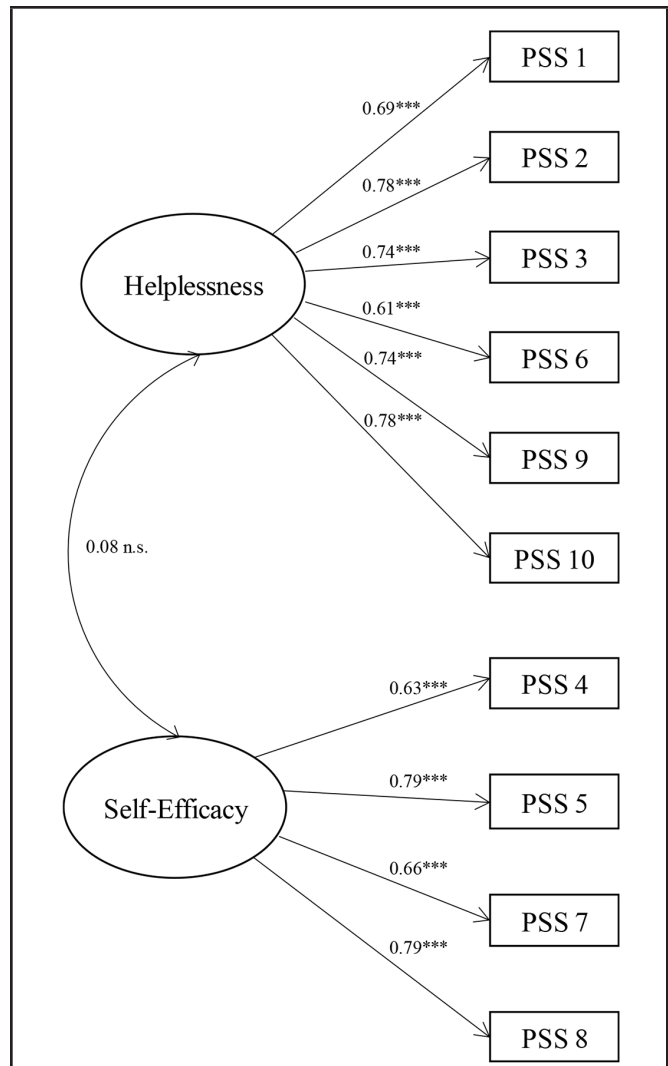 PSS 1
0.69***
PSS 2
0.78***
PSS 3
0.74***
Helplessness
0.61***
PSS 6
0.74***
0.78***
PSS 9
0.08 n.s.
PSS 10
0.63***
PSS 4
0.79***
PSS 5
Self-Efficacy
0.66***
PSS 7
0.79***
PSS 8